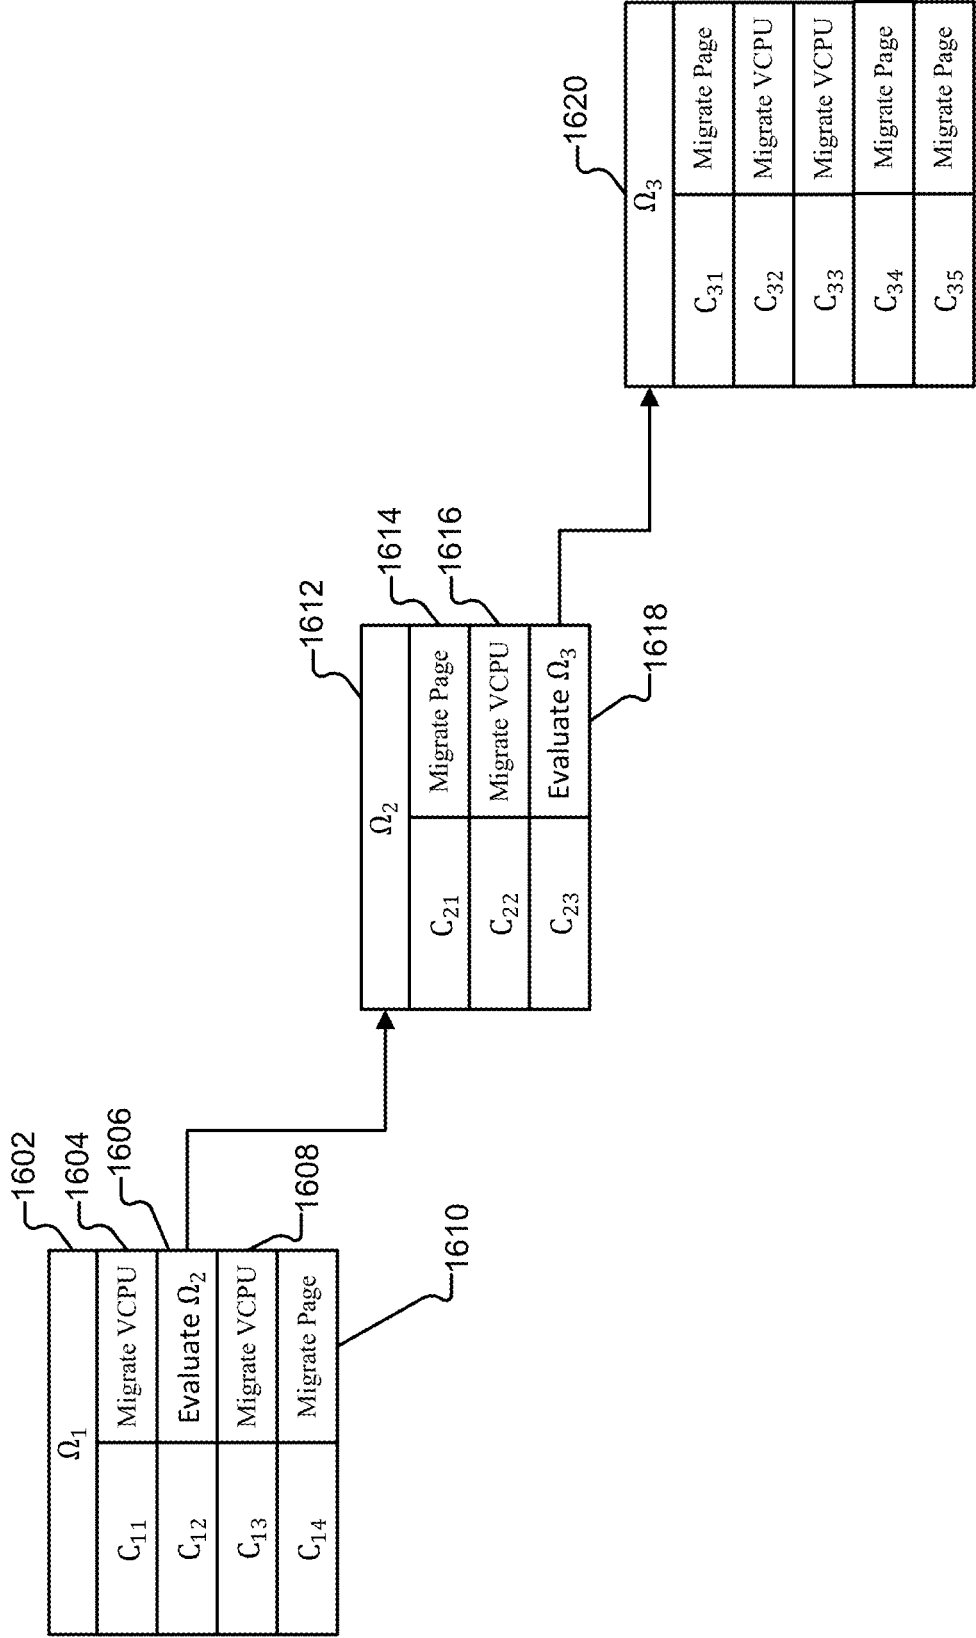 Ω₁
C₁₁ Migrate VCPU
C₁₂ Evaluate Ω₂
C₁₃ Migrate VCPU
C₁₄ Migrate Page
1602
1604
1606
1608
1610
Ω₂
C₂₁ Migrate Page
C₂₂ Migrate VCPU
C₂₃ Evaluate Ω₃
1612
1614
1616
1618
Ω₃
C₃₁ Migrate Page
C₃₂ Migrate VCPU
C₃₃ Migrate VCPU
C₃₄ Migrate Page
C₃₅ Migrate Page
1620